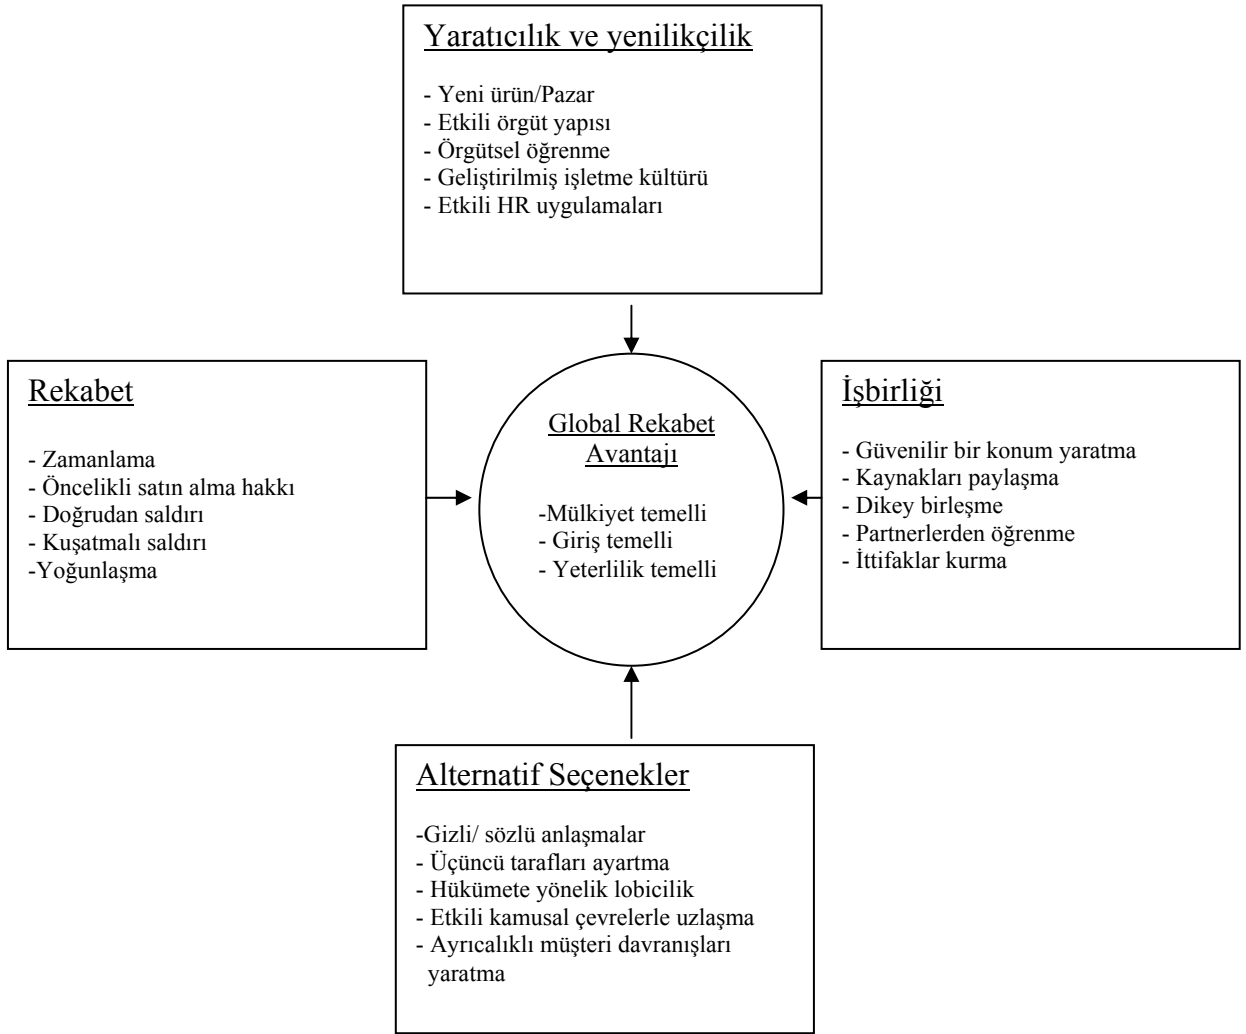 Yaratıcılık ve yenilikçilik
- Yeni ürün/Pazar
- Etkili örgüt yapısı
- Örgütsel öğrenme
- Geliştirilmiş işletme kültürü
- Etkili HR uygulamaları
Rekabet
- Zamanlama
- Öncelikli satın alma hakkı
- Doğrudan saldırı
- Kuşatmalı saldırı
-Yoğunlaşma
Global Rekabet
Avantajı
-Mülkiyet temelli
- Giriş temelli
- Yeterlilik temelli
İşbirliği
- Güvenilir bir konum yaratma
- Kaynakları paylaşma
- Dikey birleşme
- Partnerlerden öğrenme
- İttifaklar kurma
Alternatif Seçenekler
-Gizli/ sözlü anlaşmalar
- Üçüncü tarafları ayartma
- Hükümete yönelik lobicilik
- Etkili kamusal çevrelerle uzlaşma
- Ayrıcalıklı müşteri davranışları
yaratma